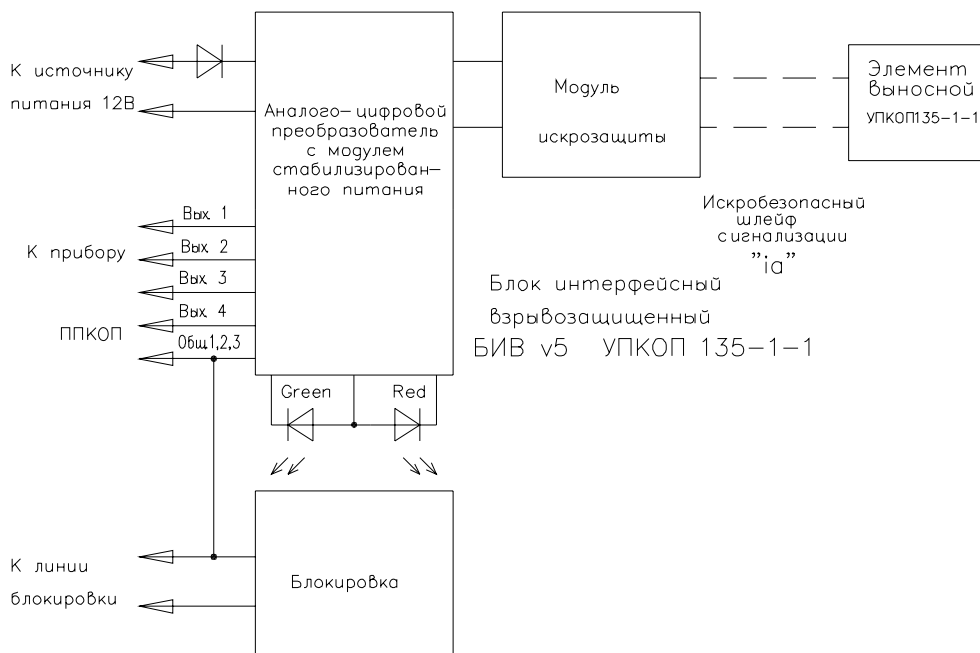 К источнику
питания 12В
Аналого-цифровой
преобразователь
с модулем
стабилизирован-
ного питания
Модуль
искрозащиты
Элемент
выносной
УПКОП135-1-1
Искробезопасный
шлейф
сигнализации
"ia"
Вых. 1
К прибору
Вых. 2
Вых. 3
Вых. 4
ППКОП
Общ.1,2,3
Блок интерфейсный
взрывозащищенный
БИВ v5 УПКОП 135-1-1
Green
Red
К линии
блокировки
Блокировка